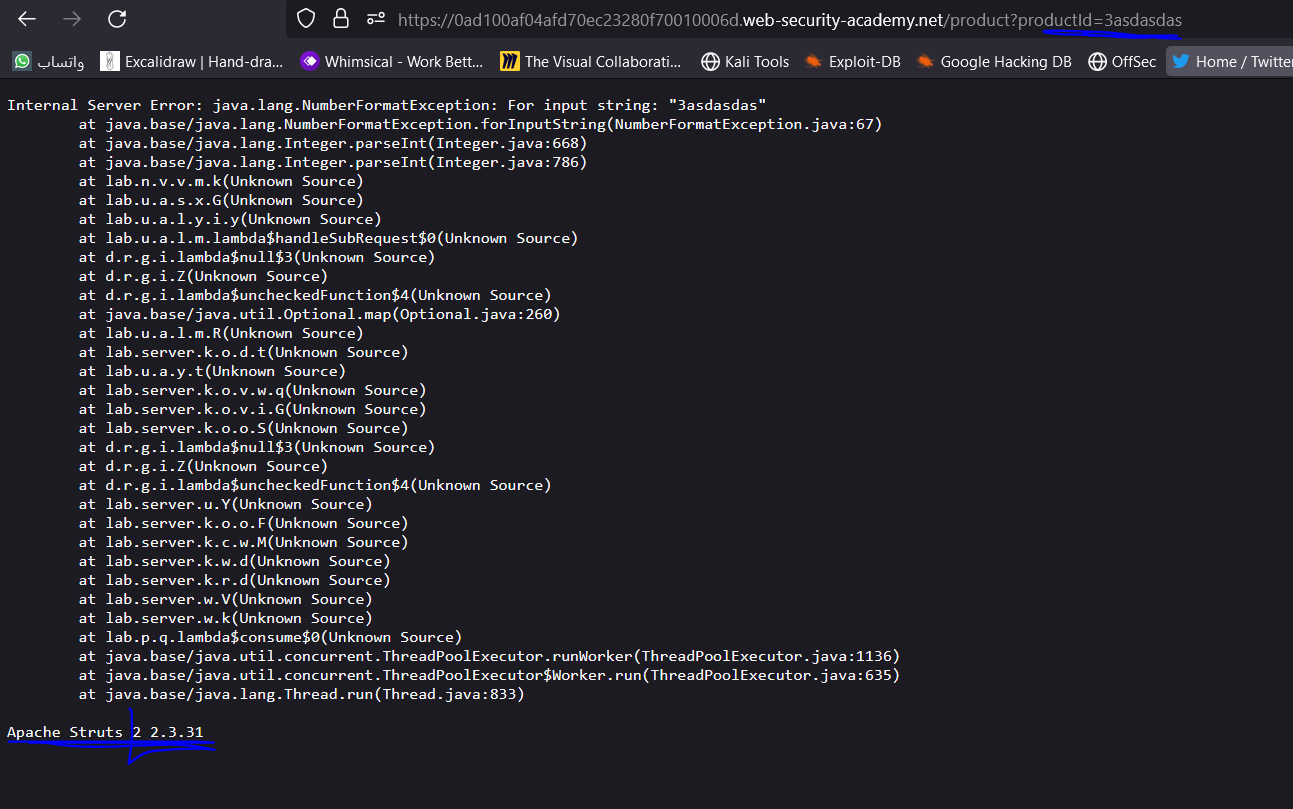 https://0ad100af04afd70ec23280f70010006d.web-security-academy.net/product?productId=3asdasdas
واتساب Excalidraw | Hand-dra... Whimsical - Work Bett... The Visual Collaborati... Kali Tools Exploit-DB Google Hacking DB OffSec Home / Twitte
Internal Server Error: java.lang.NumberFormatException: For input string: "3asdasdas"
at java.base/java.lang.NumberFormatException.forInputString(NumberFormatException.java:67)
at java.base/java.lang.Integer.parseInt(Integer.java:668)
at java.base/java.lang.Integer.parseInt(Integer.java:786)
at lab.n.v.v.m.k(Unknown Source)
at lab.u.a.s.x.G(Unknown Source)
at lab.u.a.l.y.i.y(Unknown Source)
at lab.u.a.l.m.lambda$handleSubRequest$0(Unknown Source)
at d.r.g.i.lambda$null$3(Unknown Source)
at d.r.g.i.Z(Unknown Source)
at d.r.g.i.lambda$uncheckedFunction$4(Unknown Source)
at java.base/java.util.Optional.map(Optional.java:260)
at lab.u.a.l.m.R(Unknown Source)
at lab.server.k.o.d.t(Unknown Source)
at lab.u.a.y.t(Unknown Source)
at lab.server.k.o.v.w.q(Unknown Source)
at lab.server.k.o.v.i.G(Unknown Source)
at lab.server.k.o.o.S(Unknown Source)
at d.r.g.i.lambda$null$3(Unknown Source)
at d.r.g.i.Z(Unknown Source)
at d.r.g.i.lambda$uncheckedFunction$4(Unknown Source)
at lab.server.u.Y(Unknown Source)
at lab.server.k.o.o.F(Unknown Source)
at lab.server.k.c.w.M(Unknown Source)
at lab.server.k.w.d(Unknown Source)
at lab.server.k.r.d(Unknown Source)
at lab.server.w.V(Unknown Source)
at lab.server.w.k(Unknown Source)
at lab.p.q.lambda$consume$0(Unknown Source)
at java.base/java.util.concurrent.ThreadPoolExecutor.runWorker(ThreadPoolExecutor.java:1136)
at java.base/java.util.concurrent.ThreadPoolExecutor$Worker.run(ThreadPoolExecutor.java:635)
at java.base/java.lang.Thread.run(Thread.java:833)
Apache Struts 2 2.3.31